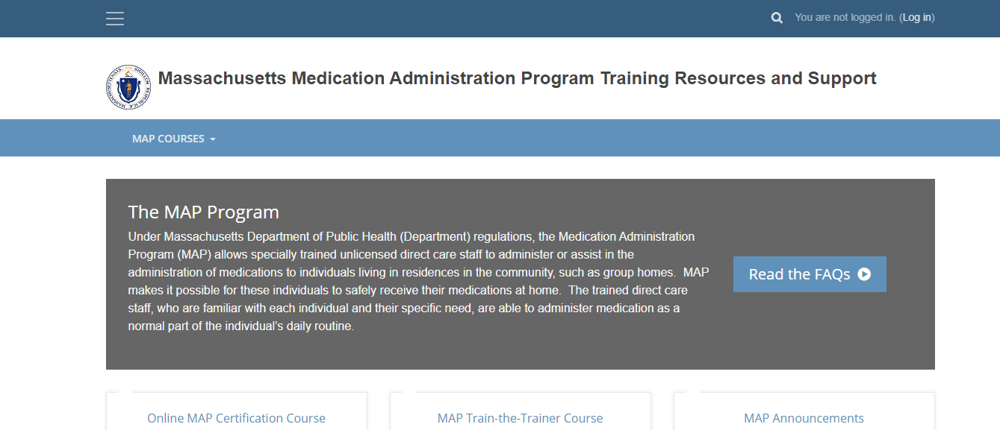 You are not logged in. (Log in)
Massachusetts Medication Administration Program Training Resources and Support
MAP COURSES
The MAP Program
Under Massachusetts Department of Public Health (Department) regulations, the Medication Administration
Program (MAP) allows specially trained unlicensed direct care staff to administer or assist in the
administration of medications to individuals living in residences in the community, such as group homes.  MAP
makes it possible for these individuals to safely receive their medications at home.  The trained direct care
staff, who are familiar with each individual and their specific need, are able to administer medication as a
normal part of the individual’s daily routine.
Read the FAQs
Online MAP Certification Course
MAP Train-the-Trainer Course
MAP Announcements